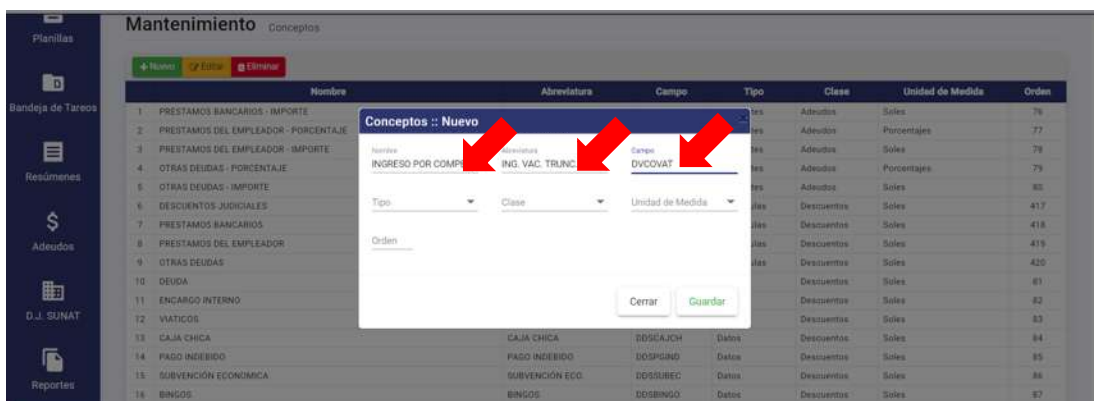 Mantenimiento Conceptos
Planillas
Bandeja de Tareos
Resúmenes
Adeudos
D.J. SUNAT
Reportes
Nuevo Editar Eliminar
Nombre Abreviatura Campo Tipo Clase Unidad de Medida Orden
1 PRESTAMOS BANCARIOS - IMPORTE Adeudos Soles 76
2 PRESTAMOS DEL EMPLEADOR - PORCENTAJE Adeudos Porcentajes 77
3 PRESTAMOS DEL EMPLEADOR - IMPORTE Adeudos Soles 78
4 OTRAS DEUDAS - PORCENTAJE Adeudos Porcentajes 79
5 OTRAS DEUDAS - IMPORTE Adeudos Soles 80
6 DESCUENTOS JUDICIALES Descuentos Soles 417
7 PRESTAMOS BANCARIOS Descuentos Soles 418
8 PRESTAMOS DEL EMPLEADOR Descuentos Soles 419
9 OTRAS DEUDAS Descuentos Soles 420
10 DEUDA Descuentos Soles 81
11 ENCARGO INTERNO Descuentos Soles 82
12 VIATICOS Descuentos Soles 83
13 CAJA CHICA CAJA CHICA DDSCAJCH Datos Descuentos Soles 84
14 PAGO INDEBIDO PAGO INDEBIDO DDSPGIND Datos Descuentos Soles 85
15 SUBVENCIÓN ECONOMICA SUBVENCIÓN ECO. DDSSUBEC Datos Descuentos Soles 86
16 BINGOS BINGOS DDSBINGO Datos Descuentos Soles 87
Conceptos :: Nuevo
Nombre Abreviatura Campo
INGRESO POR ING. VAC. TRUNC. DVCOVAT
Tipo Clase Unidad de Medida
Orden
Cerrar Guardar